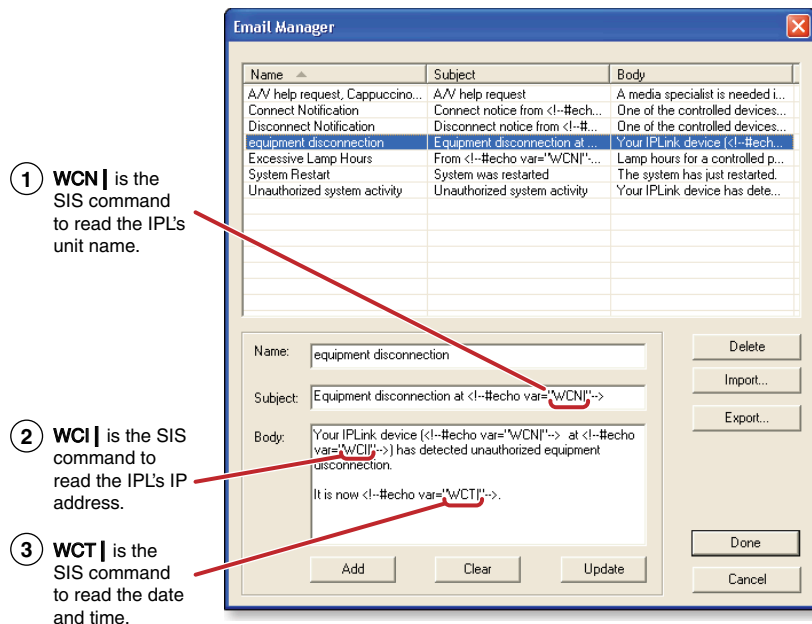 Email Manager
Name Subject Body
A/V help request, Cappuccino... A/V help request A media specialist is needed i...
Connect Notification Connect notice from <!--#ech... One of the controlled devices...
Disconnect Notification Disconnect notice from <!--#... One of the controlled devices...
equipment disconnection Equipment disconnection at ... Your IPLink device (<!--#ech...
Excessive Lamp Hours From <!--#echo var="WCN|"-... Lamp hours for a controlled p...
System Restart System was restarted The system has just restarted.
Unauthorized system activity Unauthorized system activity Your IPLink device has dete...
1 WCN| is the
SIS command
to read the IPL's
unit name.
Name: equipment disconnection
Subject: Equipment disconnection at <!--#echo var="WCN|"-->
Body: Your IPLink device (<!--#echo var="WCN|"--> at <!--#echo
var="WCI|"-->) has detected unauthorized equipment
disconnection.
It is now <!--#echo var="WCT|"-->.
Delete
Import...
Export...
2 WCI| is the SIS
command to
read the IPL's IP
address.
3 WCT| is the
SIS command
to read the date
and time.
Add Clear Update
Done
Cancel